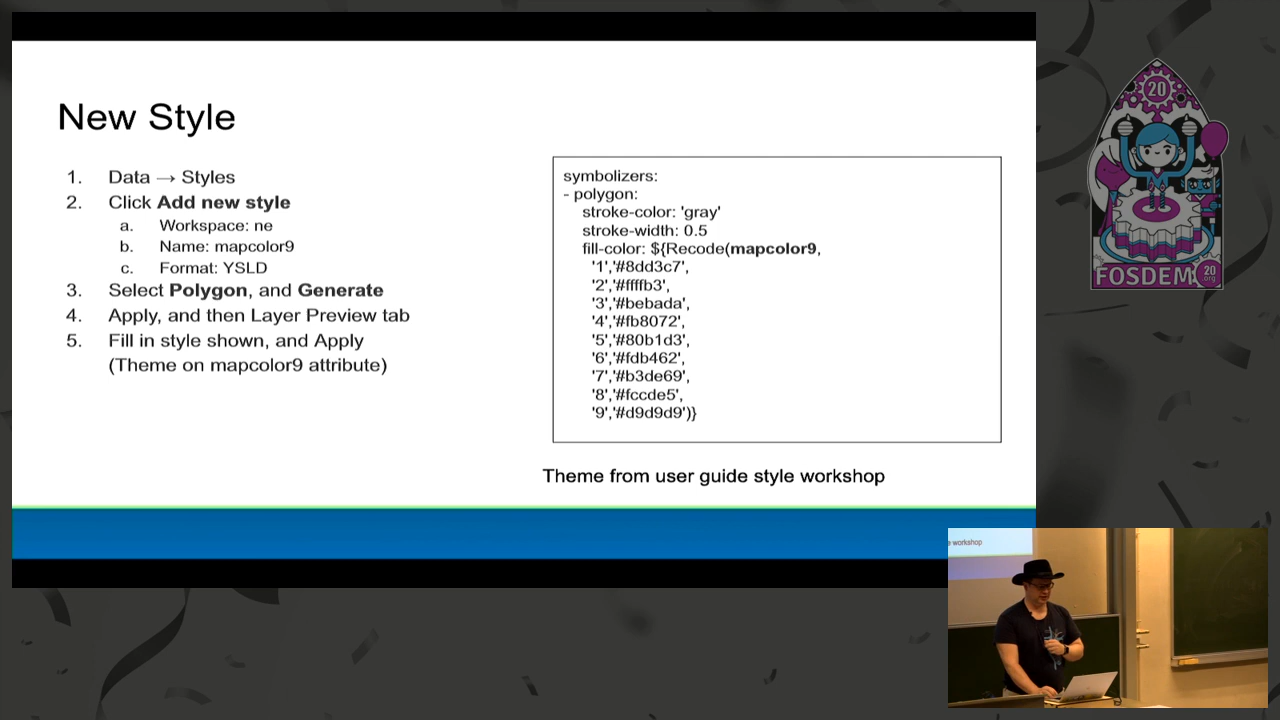 New Style
1. Data → Styles
2. Click Add new style
a. Workspace: ne
b. Name: mapcolor9
c. Format: YSLD
3. Select Polygon, and Generate
4. Apply, and then Layer Preview tab
5. Fill in style shown, and Apply
(Theme on mapcolor9 attribute)
symbolizers:
- polygon:
stroke-color: 'gray'
stroke-width: 0.5
fill-color: ${Recode(mapcolor9,
'1','#8dd3c7',
'2','#ffffb3',
'3','#bebada',
'4','#fb8072',
'5','#80b1d3',
'6','#fdb462',
'7','#b3de69',
'8','#fccde5',
'9','#d9d9d9')}
Theme from user guide style workshop
20
FOSDEM
20
.org
workshop